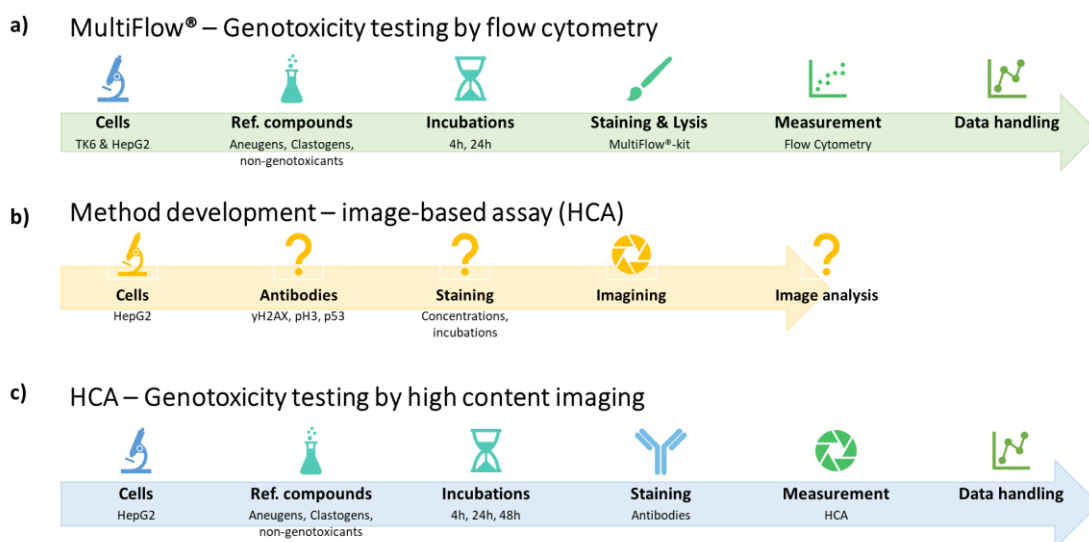 a) MultiFlow® – Genotoxicity testing by flow cytometry
Cells Ref. compounds Incubations Staining & Lysis Measurement Data handling
TK6 & HepG2 Aneugens, Clastogens, 4h, 24h MultiFlow®-kit Flow Cytometry
non-genotoxicants
b) Method development – image-based assay (HCA)
? ? ?
Cells Antibodies Staining Imagining Image analysis
HepG2 γH2AX, pH3, p53 Concentrations,
incubations
c) HCA – Genotoxicity testing by high content imaging
Cells Ref. compounds Incubations Staining Measurement Data handling
HepG2 Aneugens, Clastogens, 4h, 24h, 48h Antibodies HCA
non-genotoxicants